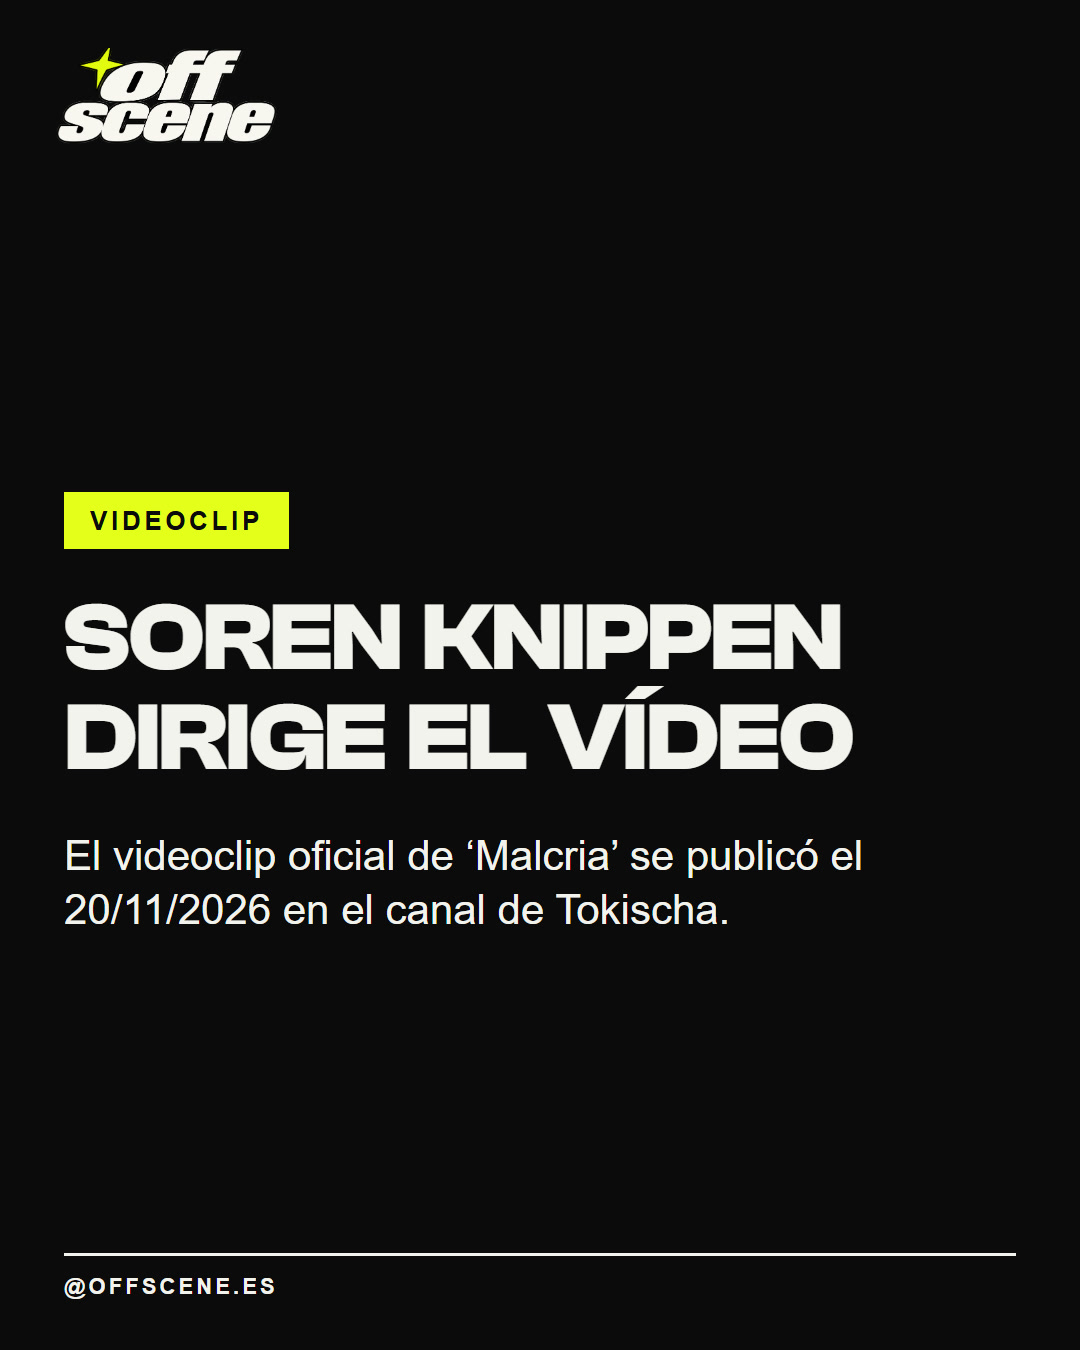 off
scene
VIDEOCLIP
SOREN KNIPPEN
DIRIGE EL VÍDEO
El videoclip oficial de ‘Malcria’ se publicó el
20/11/2026 en el canal de Tokischa.
@OFFSCENE.ES